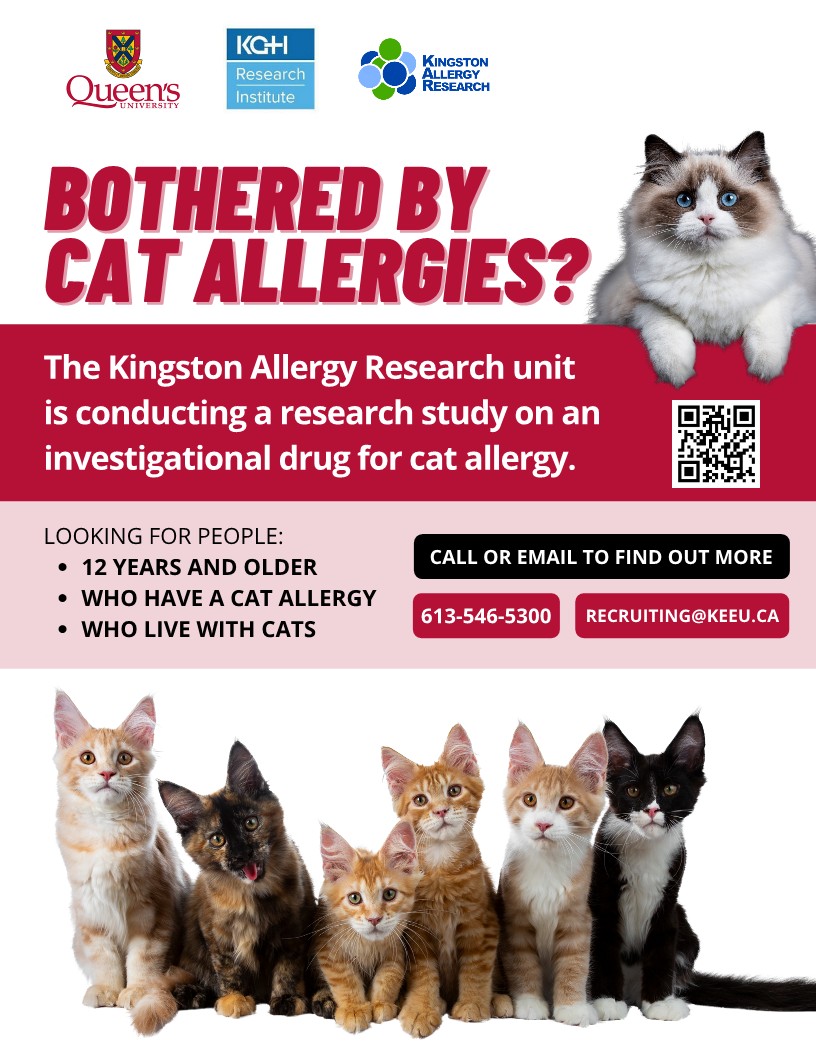 Queen's
UNIVERSITY
KGH
Research
Institute
KINGSTON
ALLERGY
RESEARCH
BOTHERED BY
CAT ALLERGIES?
The Kingston Allergy Research unit
is conducting a research study on an
investigational drug for cat allergy.
LOOKING FOR PEOPLE:
• 12 YEARS AND OLDER
• WHO HAVE A CAT ALLERGY
• WHO LIVE WITH CATS
CALL OR EMAIL TO FIND OUT MORE
613-546-5300
RECRUITING@KEEU.CA